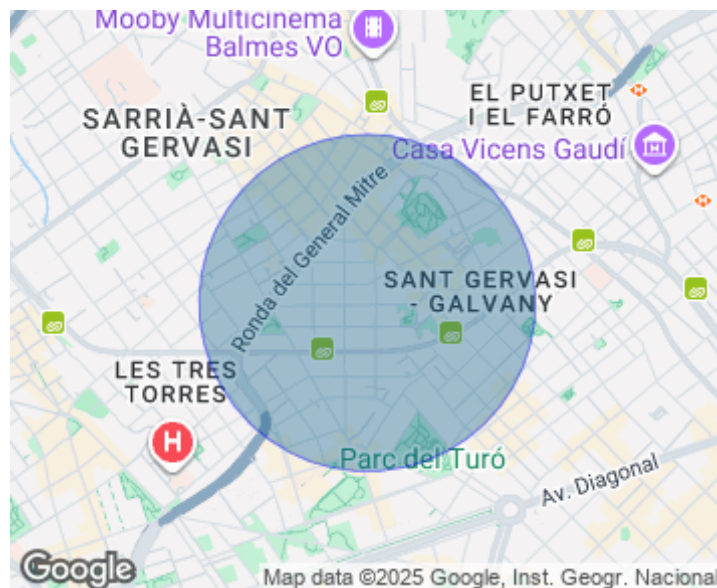 Mooby Multicinema
Balmes VO
EL PUTXET
I EL FARRÓ
SARRIÀ-SANT
GERVASI
Casa Vicens Gaudí
Ronda del General Mitre
SANT GERVASI
- GALVANY
LES TRES
TORRES
H
Parc del Turó
Av. Diagonal
Google
Map data ©2025 Google, Inst. Geogr. Nacional